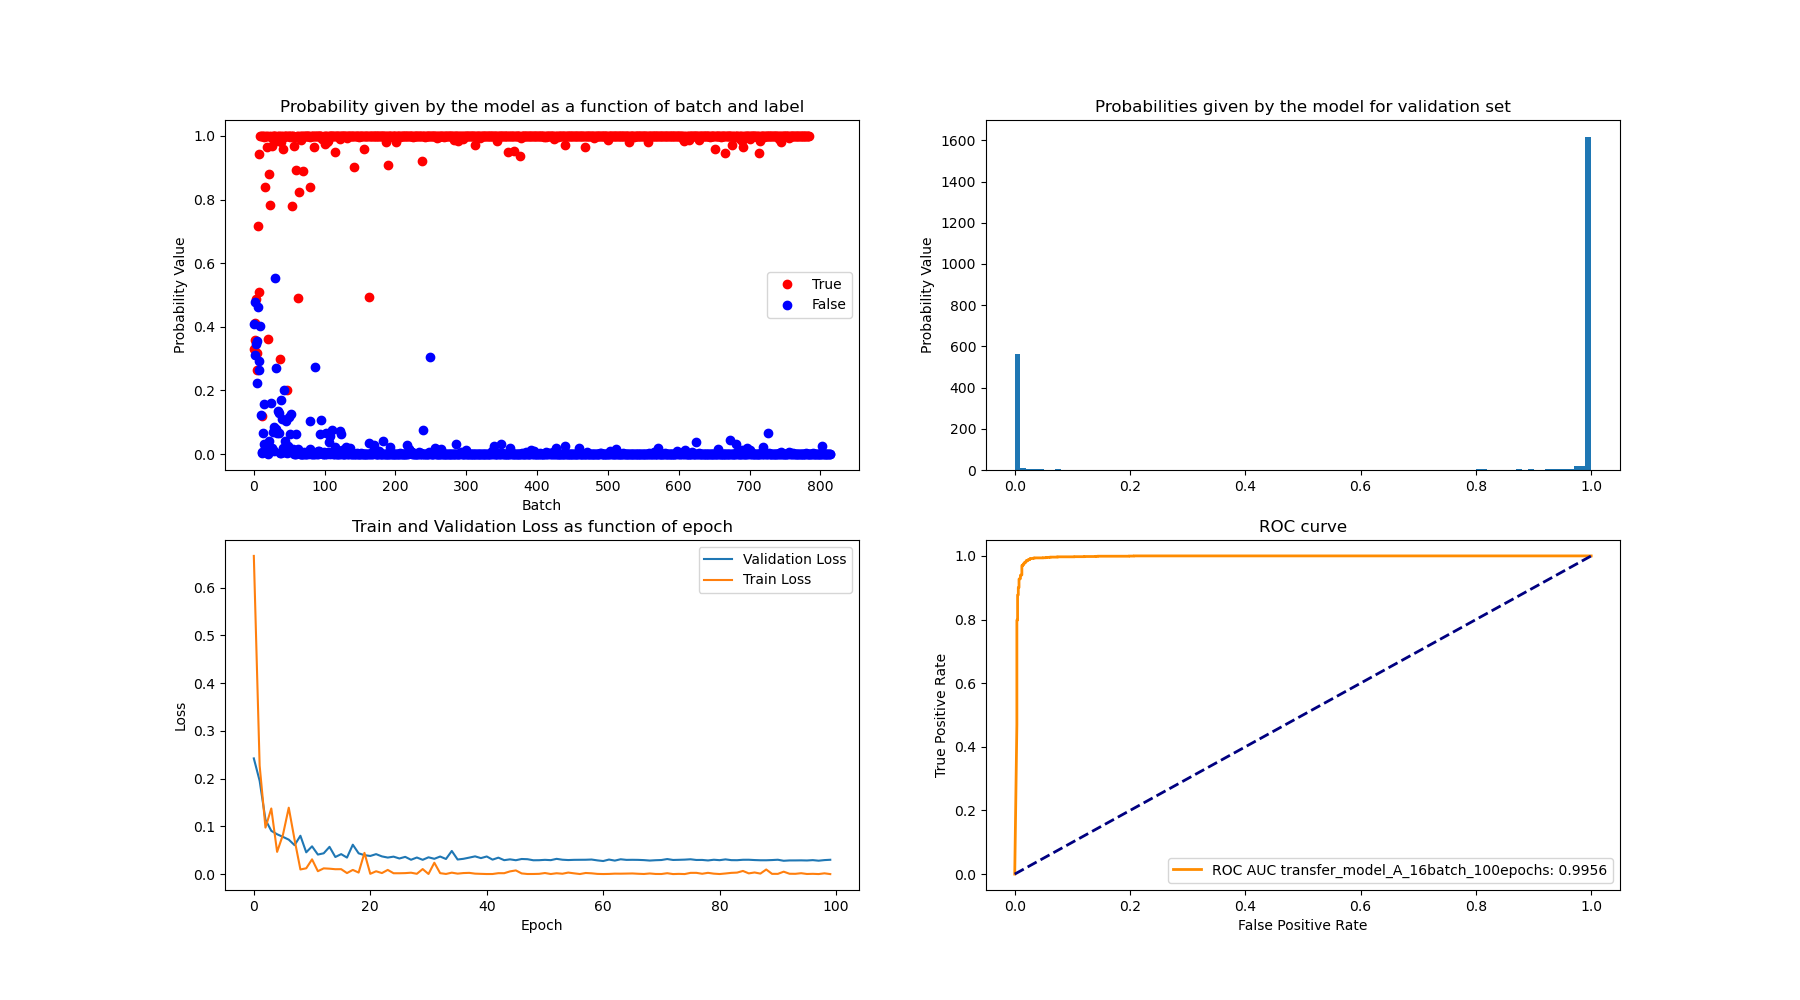 Probability given by the model as a function of batch and label
Probability Value
1.0
0.8
0.6
0.4
0.2
0.0
True
False
0 100 200 300 400 500 600 700 800
Batch
Probabilities given by the model for validation set
Probability Value
1600
1400
1200
1000
800
600
400
200
0
0.0 0.2 0.4 0.6 0.8 1.0
Train and Validation Loss as function of epoch
Loss
0.6
0.5
0.4
0.3
0.2
0.1
0.0
Validation Loss
Train Loss
0 20 40 60 80 100
Epoch
ROC curve
True Positive Rate
1.0
0.8
0.6
0.4
0.2
0.0
ROC AUC transfer_model_A_16batch_100epochs: 0.9956
0.0 0.2 0.4 0.6 0.8 1.0
False Positive Rate